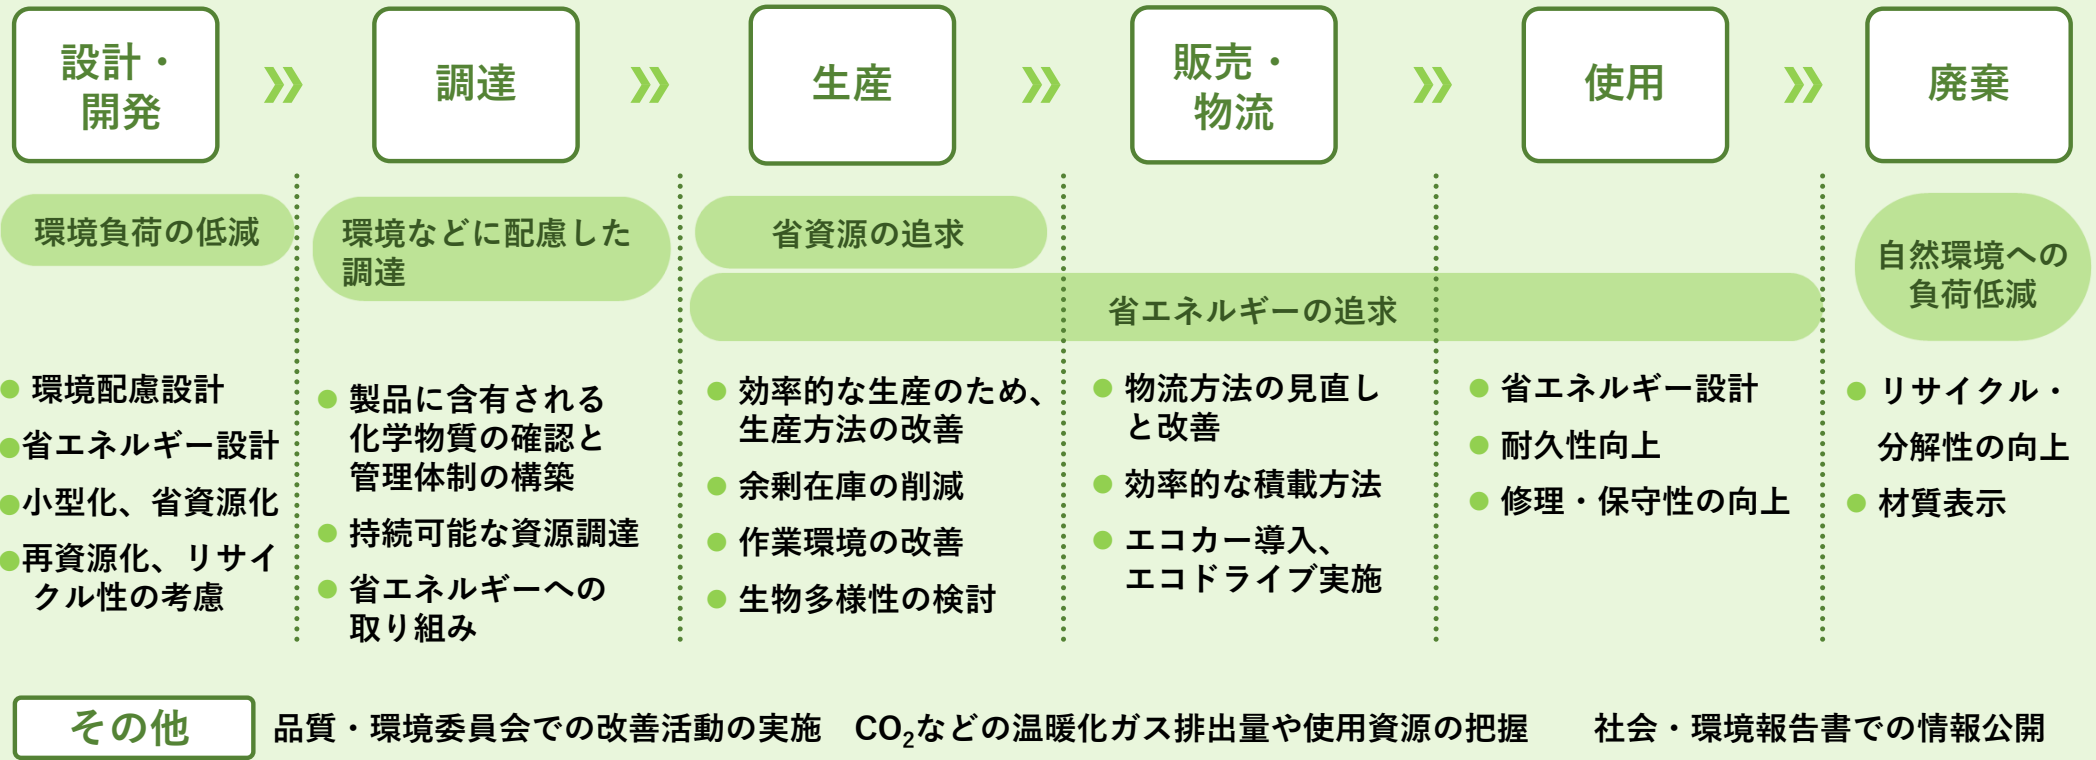 設計・
開発
調達
生産
販売・
物流
使用
廃棄
環境負荷の低減
環境などに配慮した
調達
省資源の追求
省エネルギーの追求
自然環境への
負荷低減
● 環境配慮設計
●省エネルギー設計
●小型化、省資源化
●再資源化、リサイ
クル性の考慮
● 製品に含有される
化学物質の確認と
管理体制の構築
● 持続可能な資源調達
● 省エネルギーへの
取り組み
● 効率的な生産のため、
生産方法の改善
● 余剰在庫の削減
● 作業環境の改善
● 生物多様性の検討
● 物流方法の見直し
と改善
● 効率的な積載方法
● エコカー導入、
エコドライブ実施
● 省エネルギー設計
● 耐久性向上
● 修理・保守性の向上
● リサイクル・
分解性の向上
● 材質表示
その他
品質・環境委員会での改善活動の実施 CO₂などの温暖化ガス排出量や使用資源の把握 社会・環境報告書での情報公開